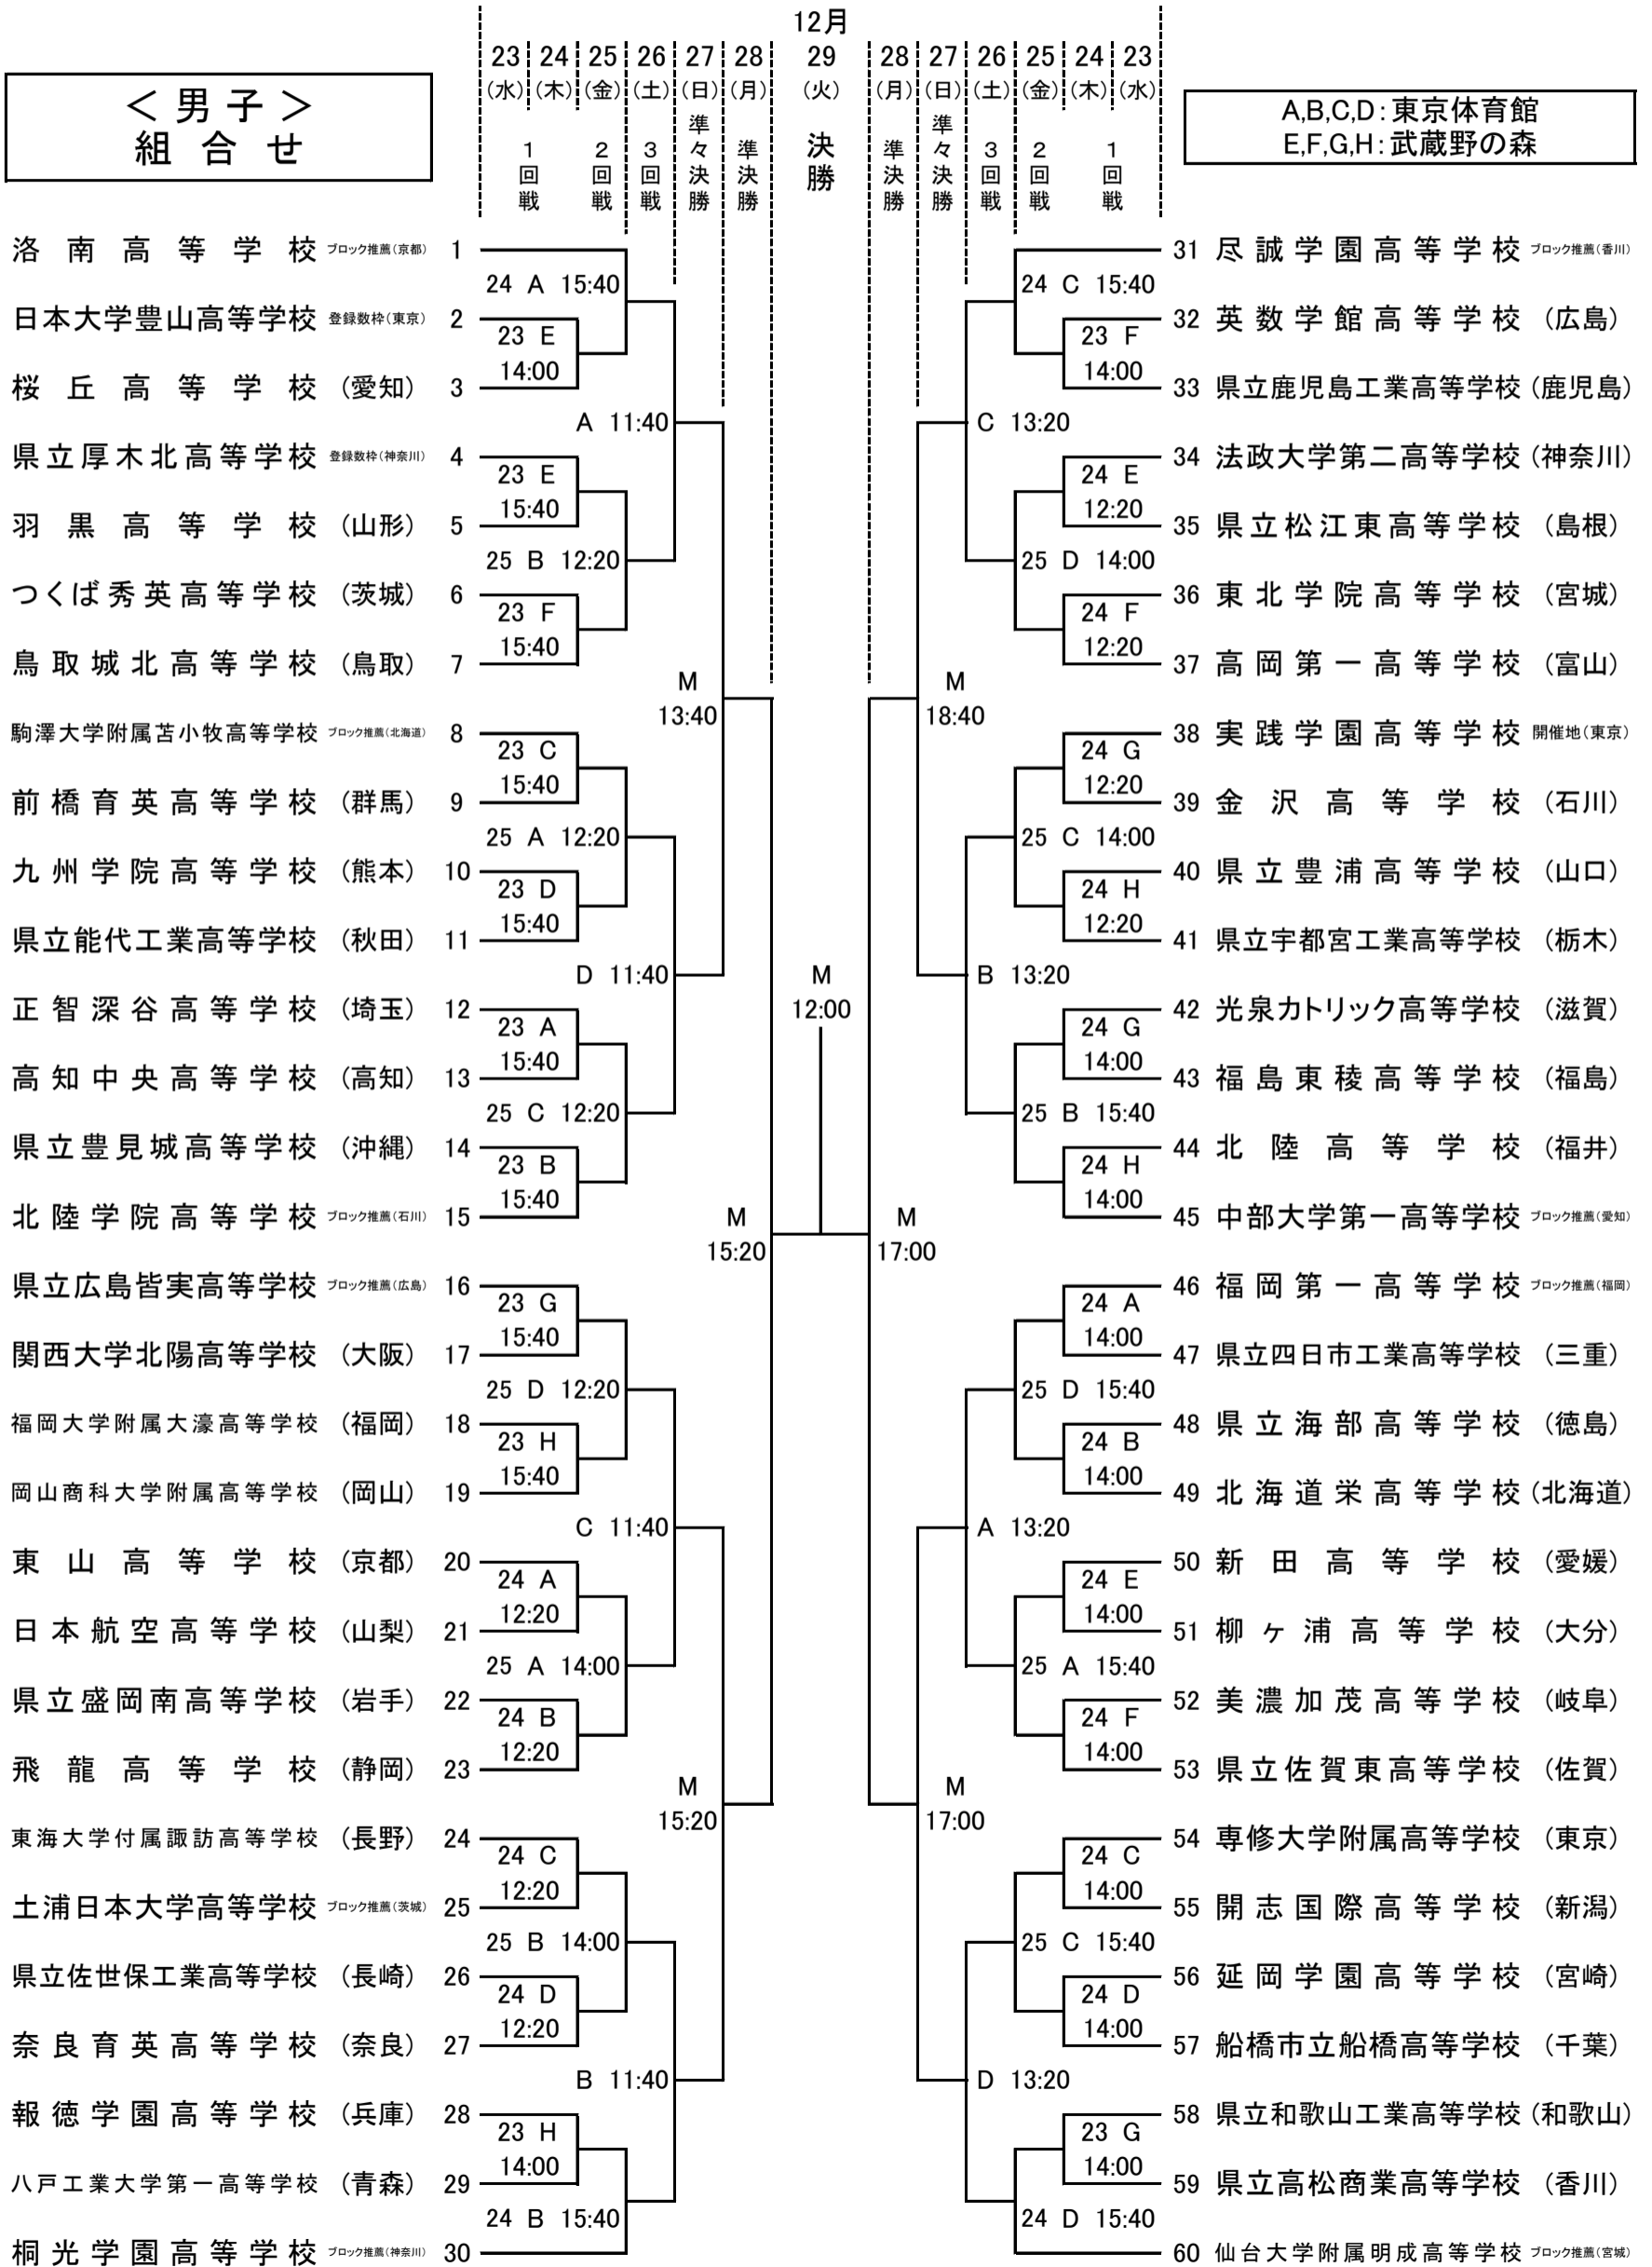 12月
23 24 25 26 27 28 29 28 27 26 25 24 23
(水) (木) (金) (土) (日) (月) (火) (月) (日) (土) (金) (木) (水)
1回戦 2回戦 3回戦 準々決勝 準決勝 決勝 準決勝 準々決勝 3回戦 2回戦 1回戦
＜男子＞
組合せ
A,B,C,D：東京体育館
E,F,G,H：武蔵野の森
洛南高等学校 ブロック推薦(京都) 1
24 A 15:40
日本大学豊山高等学校 登録数枠(東京) 2
23 E
14:00
桜丘高等学校 (愛知) 3
A 11:40
県立厚木北高等学校 登録数枠(神奈川) 4
23 E
15:40
羽黒高等学校 (山形) 5
25 B 12:20
つくば秀英高等学校 (茨城) 6
23 F
15:40
鳥取城北高等学校 (鳥取) 7
M
13:40
駒澤大学附属苫小牧高等学校 ブロック推薦(北海道) 8
23 C
15:40
前橋育英高等学校 (群馬) 9
25 A 12:20
九州学院高等学校 (熊本) 10
23 D
15:40
県立能代工業高等学校 (秋田) 11
D 11:40
正智深谷高等学校 (埼玉) 12
23 A
15:40
高知中央高等学校 (高知) 13
25 C 12:20
県立豊見城高等学校 (沖縄) 14
23 B
15:40
北陸学院高等学校 ブロック推薦(石川) 15
M
15:20
県立広島皆実高等学校 ブロック推薦(広島) 16
23 G
15:40
関西大学北陽高等学校 (大阪) 17
25 D 12:20
福岡大学附属大濠高等学校 (福岡) 18
23 H
15:40
岡山商科大学附属高等学校 (岡山) 19
C 11:40
東山高等学校 (京都) 20
24 A
12:20
日本航空高等学校 (山梨) 21
25 A 14:00
県立盛岡南高等学校 (岩手) 22
24 B
12:20
飛龍高等学校 (静岡) 23
M
15:20
東海大学付属諏訪高等学校 (長野) 24
24 C
12:20
土浦日本大学高等学校 ブロック推薦(茨城) 25
25 B 14:00
県立佐世保工業高等学校 (長崎) 26
24 D
12:20
奈良育英高等学校 (奈良) 27
B 11:40
報徳学園高等学校 (兵庫) 28
23 H
14:00
八戸工業大学第一高等学校 (青森) 29
24 B 15:40
桐光学園高等学校 ブロック推薦(神奈川) 30
M
12:00
31 尽誠学園高等学校 ブロック推薦(香川)
24 C 15:40
32 英数学館高等学校 (広島)
23 F
14:00
33 県立鹿児島工業高等学校 (鹿児島)
C 13:20
34 法政大学第二高等学校 (神奈川)
24 E
12:20
35 県立松江東高等学校 (島根)
25 D 14:00
36 東北学院高等学校 (宮城)
24 F
12:20
37 高岡第一高等学校 (富山)
M
18:40
38 実践学園高等学校 開催地(東京)
24 G
12:20
39 金沢高等学校 (石川)
25 C 14:00
40 県立豊浦高等学校 (山口)
24 H
12:20
41 県立宇都宮工業高等学校 (栃木)
B 13:20
42 光泉カトリック高等学校 (滋賀)
24 G
14:00
43 福島東稜高等学校 (福島)
25 B 15:40
44 北陸高等学校 (福井)
24 H
14:00
45 中部大学第一高等学校 ブロック推薦(愛知)
M
17:00
46 福岡第一高等学校 ブロック推薦(福岡)
24 A
14:00
47 県立四日市工業高等学校 (三重)
25 D 15:40
48 県立海部高等学校 (徳島)
24 B
14:00
49 北海道栄高等学校 (北海道)
A 13:20
50 新田高等学校 (愛媛)
24 E
14:00
51 柳ヶ浦高等学校 (大分)
25 A 15:40
52 美濃加茂高等学校 (岐阜)
24 F
14:00
53 県立佐賀東高等学校 (佐賀)
M
17:00
54 専修大学附属高等学校 (東京)
24 C
14:00
55 開志国際高等学校 (新潟)
25 C 15:40
56 延岡学園高等学校 (宮崎)
24 D
14:00
57 船橋市立船橋高等学校 (千葉)
D 13:20
58 県立和歌山工業高等学校 (和歌山)
23 G
14:00
59 県立高松商業高等学校 (香川)
24 D 15:40
60 仙台大学附属明成高等学校 ブロック推薦(宮城)